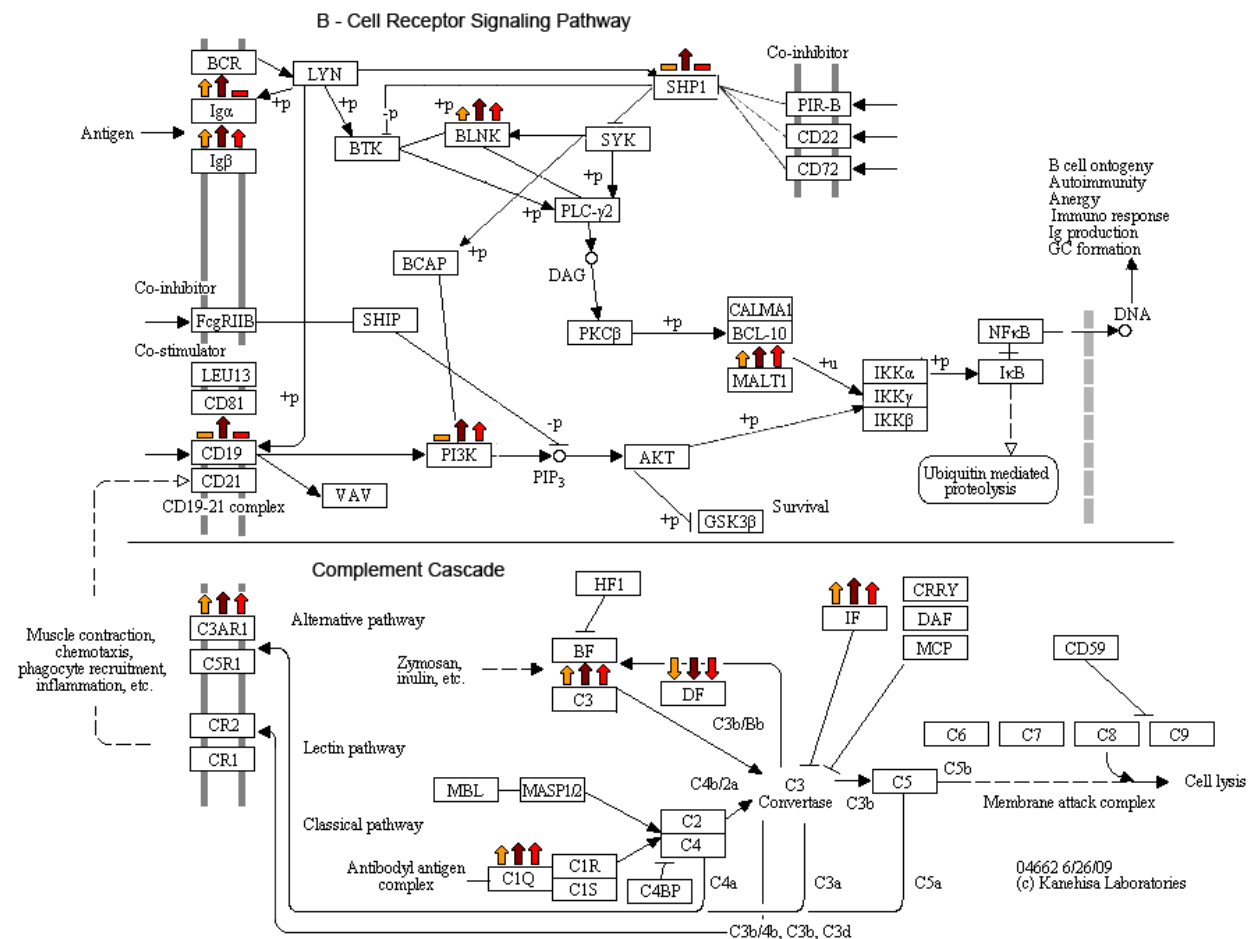 B - Cell Receptor Signaling Pathway
BCR
LYN
SHP1
Co-inhibitor
Igα
+p
+p
-p
+p
BLNK
SYK
PIR-B
CD22
CD72
Antigen
Igβ
BTK
+p
+p
PLC-γ2
B cell ontogeny
Autoimmunity
Anergy
Immuno response
Ig production
GC formation
BCAP
+p
DAG
Co-inhibitor
FcgRIIB
SHIP
PKCβ
+p
CALMA1
BCL-10
MALT1
NFκB
DNA
Co-stimulator
LEU13
CD81
+p
+u
IKKα
IKKγ
IKKβ
+p
IκB
-p
+p
CD19
CD21
CD19-21 complex
VAV
PI3K
PIP3
AKT
Ubiquitin mediated
proteolysis
+p
GSK3β
Survival
Complement Cascade
HF1
C3AR1
C5R1
Alternative pathway
BF
IF
CRRY
DAF
MCP
CD59
Muscle contraction,
chemotaxis,
phagocyte recruitment,
inflammation, etc.
Zymosan,
inulin, etc.
C3
DF
C3b/Bb
CR2
CR1
Lectin pathway
C6
C7
C8
C9
MBL
MASP1/2
C4b/2a
C3
Convertase
C3b
C5
C5b
Membrane attack complex
Cell lysis
Classical pathway
C2
C4
Antibodyl antigen
complex
C1Q
C1R
C1S
C4BP
C4a
C3a
C5a
04662 6/26/09
(c) Kanehisa Laboratories
C3b/4b, C3b, C3d